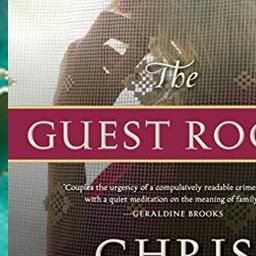 The
GUEST ROO
"Couples the urgency of a compulsively readable crime
with a quiet meditation on the meaning of family
—GERALDINE BROOKS
CHRIS